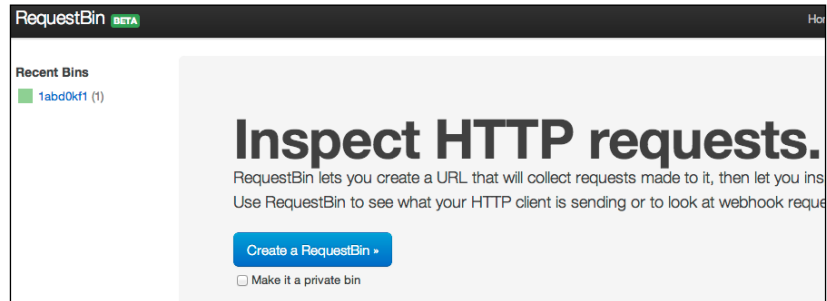 RequestBin BETA
Recent Bins
1abd0kf1 (1)
Inspect HTTP requests.
RequestBin lets you create a URL that will collect requests made to it, then let you ins
Use RequestBin to see what your HTTP client is sending or to look at webhook reque
Create a RequestBin »
Make it a private bin